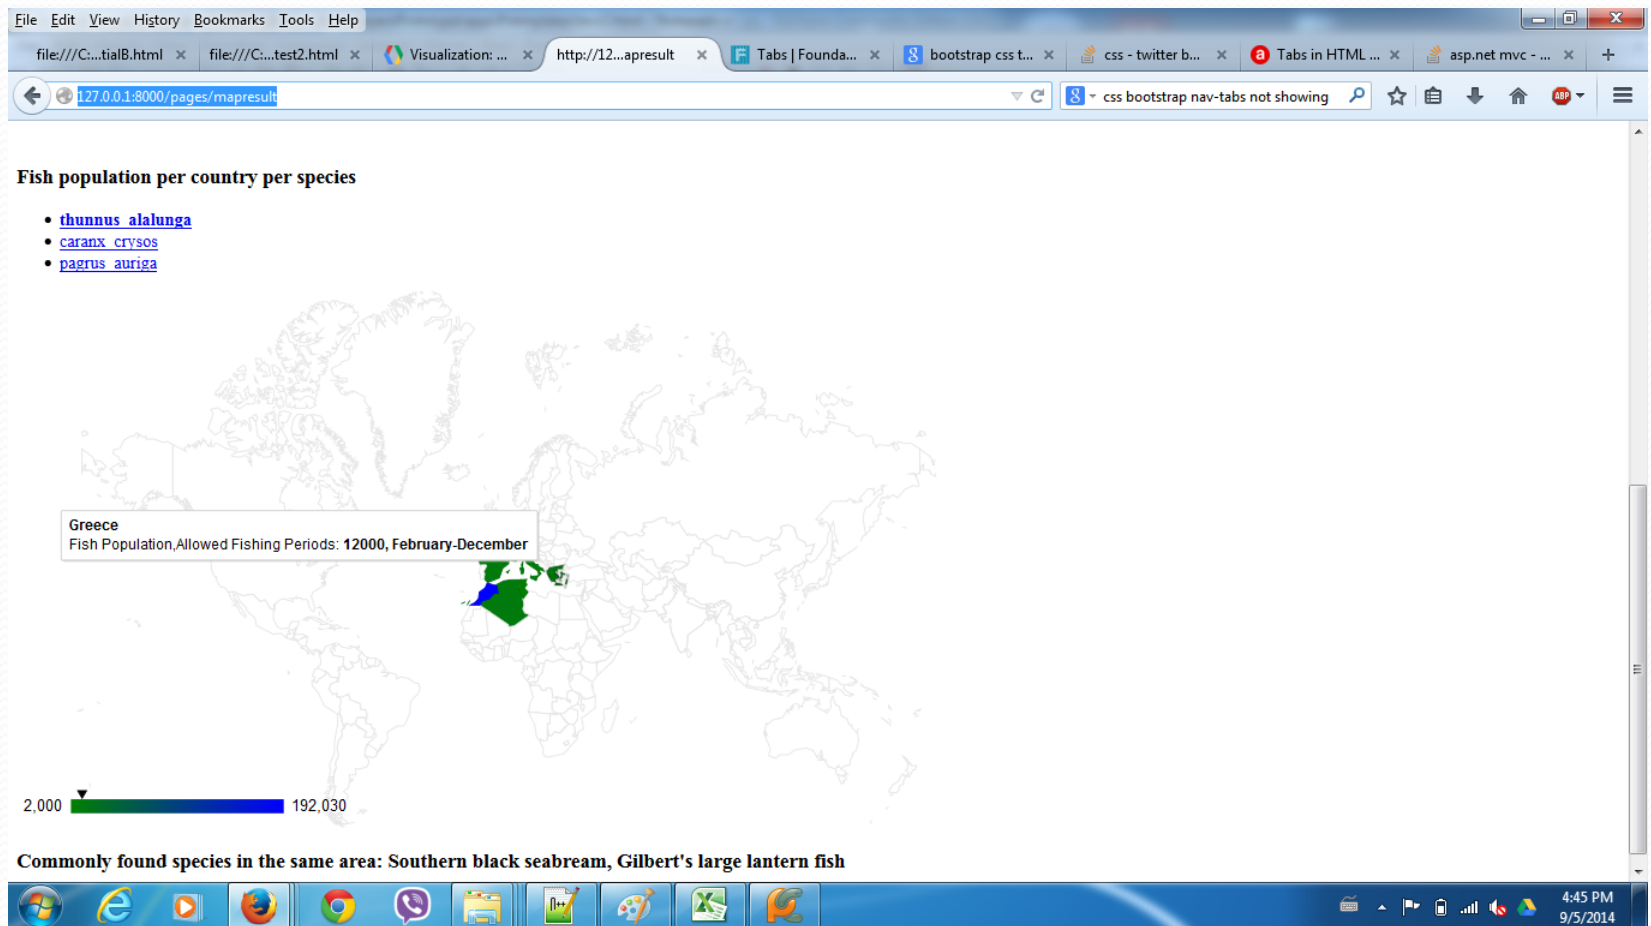 File Edit View History Bookmarks Tools Help
file:///C:...tialB.html × file:///C:...test2.html × Visualization: ... × http://12...apresult × Tabs | Founda... × bootstrap css t... × css - twitter b... × Tabs in HTML ... × asp.net mvc - ... × +
127.0.0.1:8000/pages/mapresult css bootstrap nav-tabs not showing ABP
Fish population per country per species
• thunnus_alalunga
• caranx_crysos
• pagrus_auriga
Greece
Fish Population,Allowed Fishing Periods: 12000, February-December
2,000 192,030
Commonly found species in the same area: Southern black seabream, Gilbert's large lantern fish
4:45 PM
9/5/2014